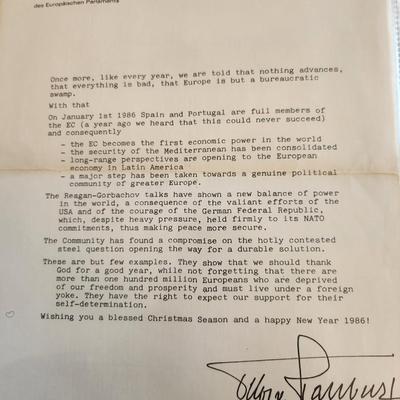 des Europäischen Parlaments
Once more, like every year, we are told that nothing advances,
that everything is bad, that Europe is but a bureaucratic
swamp.
With that
On January 1st 1986 Spain and Portugal are full members of
the EC (a year ago we heard that this could never succeed)
and consequently
- the EC becomes the first economic power in the world
- the security of the Mediterranean has been consolidated
- long-range perspectives are opening to the European
economy in Latin America
- a major step has been taken towards a genuine political
community of greater Europe.
The Reagan-Gorbachov talks have shown a new balance of power
in the world, a consequence of the valiant efforts of the
USA and of the courage of the German Federal Republic,
which, despite heavy pressure, held firmly to its NATO
commitments, thus making peace more secure.
The Community has found a compromise on the hotly contested
steel question opening the way for a durable solution.
These are but few examples. They show that we should thank
God for a good year, while not forgetting that there are
more than one hundred million Europeans who are deprived
of our freedom and prosperity and must live under a foreign
yoke. They have the right to expect our support for their
self-determination.
Wishing you a blessed Christmas Season and a happy New Year 1986!